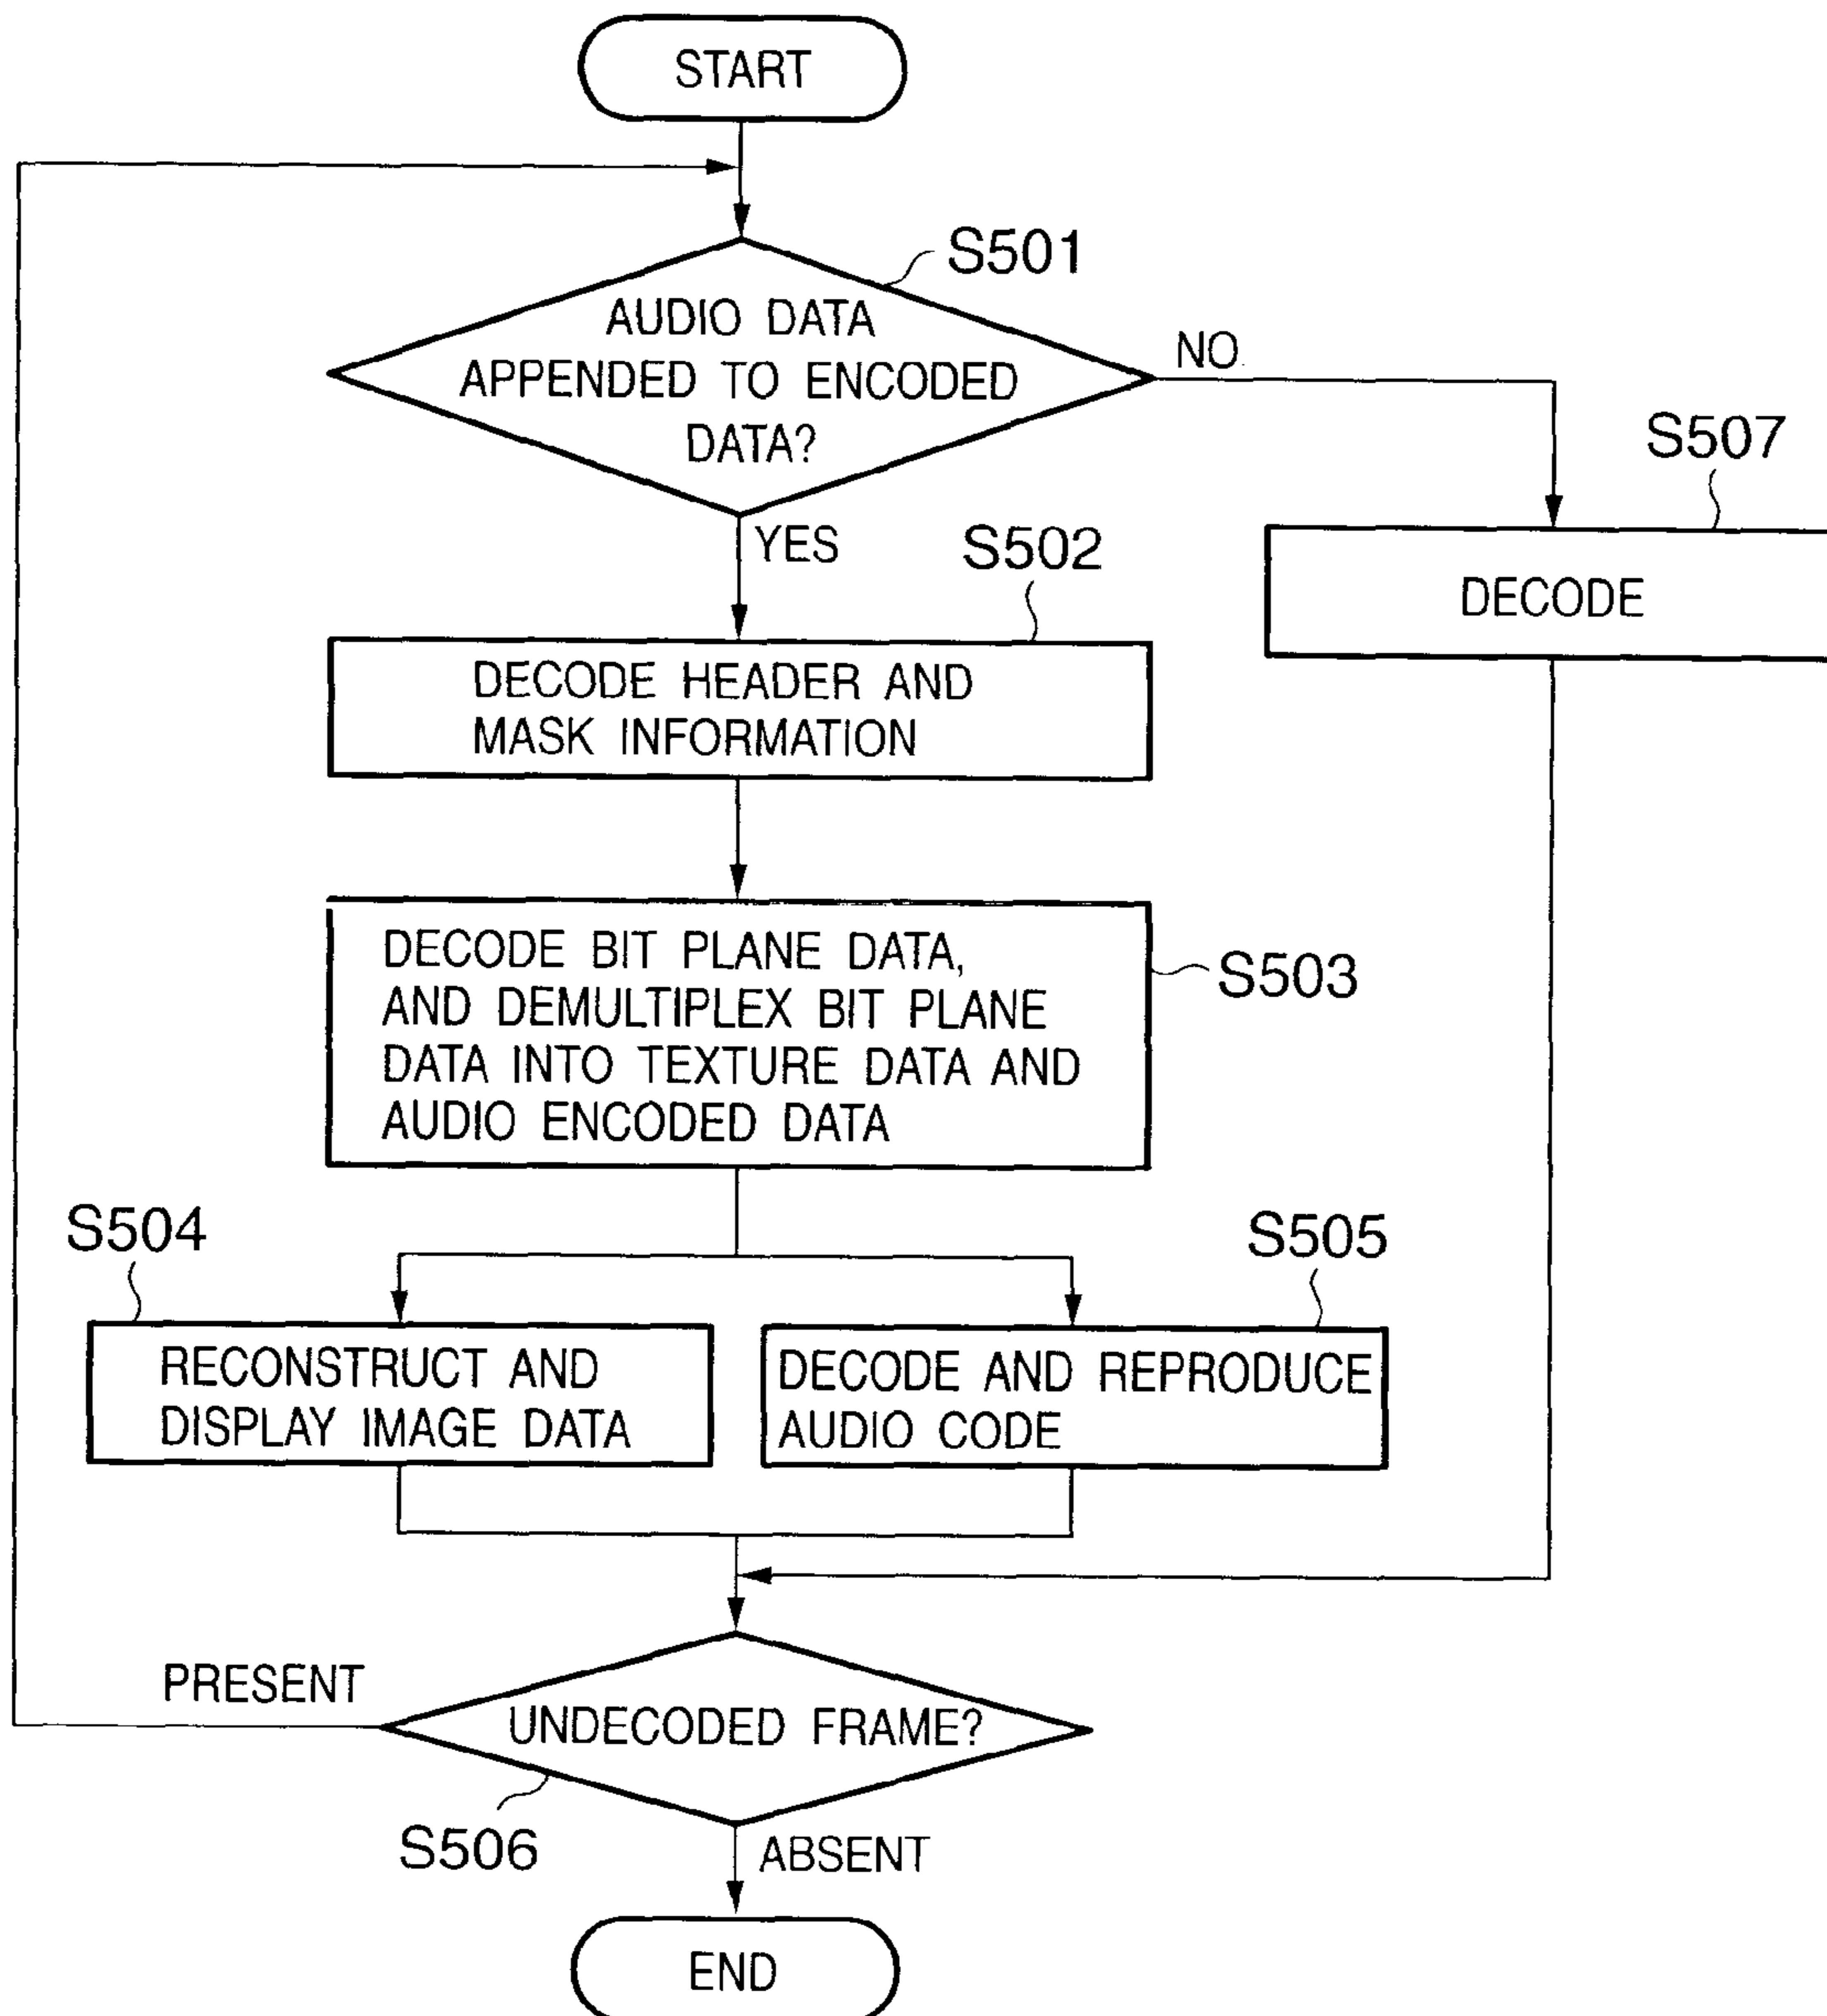 START
S501
AUDIO DATA
APPENDED TO ENCODED
DATA?
NO
S507
YES
S502
DECODE
DECODE HEADER AND
MASK INFORMATION
DECODE BIT PLANE DATA,
AND DEMULTIPLEX BIT PLANE
DATA INTO TEXTURE DATA AND
AUDIO ENCODED DATA
S503
S504
S505
RECONSTRUCT AND
DISPLAY IMAGE DATA
DECODE AND REPRODUCE
AUDIO CODE
PRESENT
UNDECODED FRAME?
S506
ABSENT
END